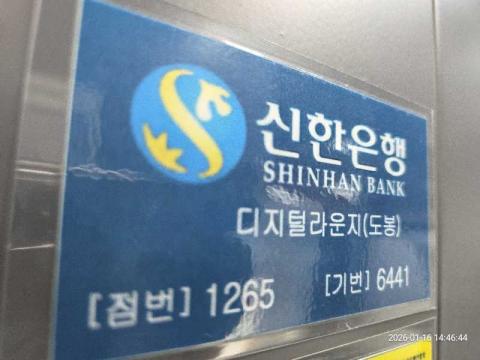 신한은행
SHINHAN BANK
디지털라운지(도봉)
[점번] 1265 [기번] 6441
2026-01-16 14:46:44